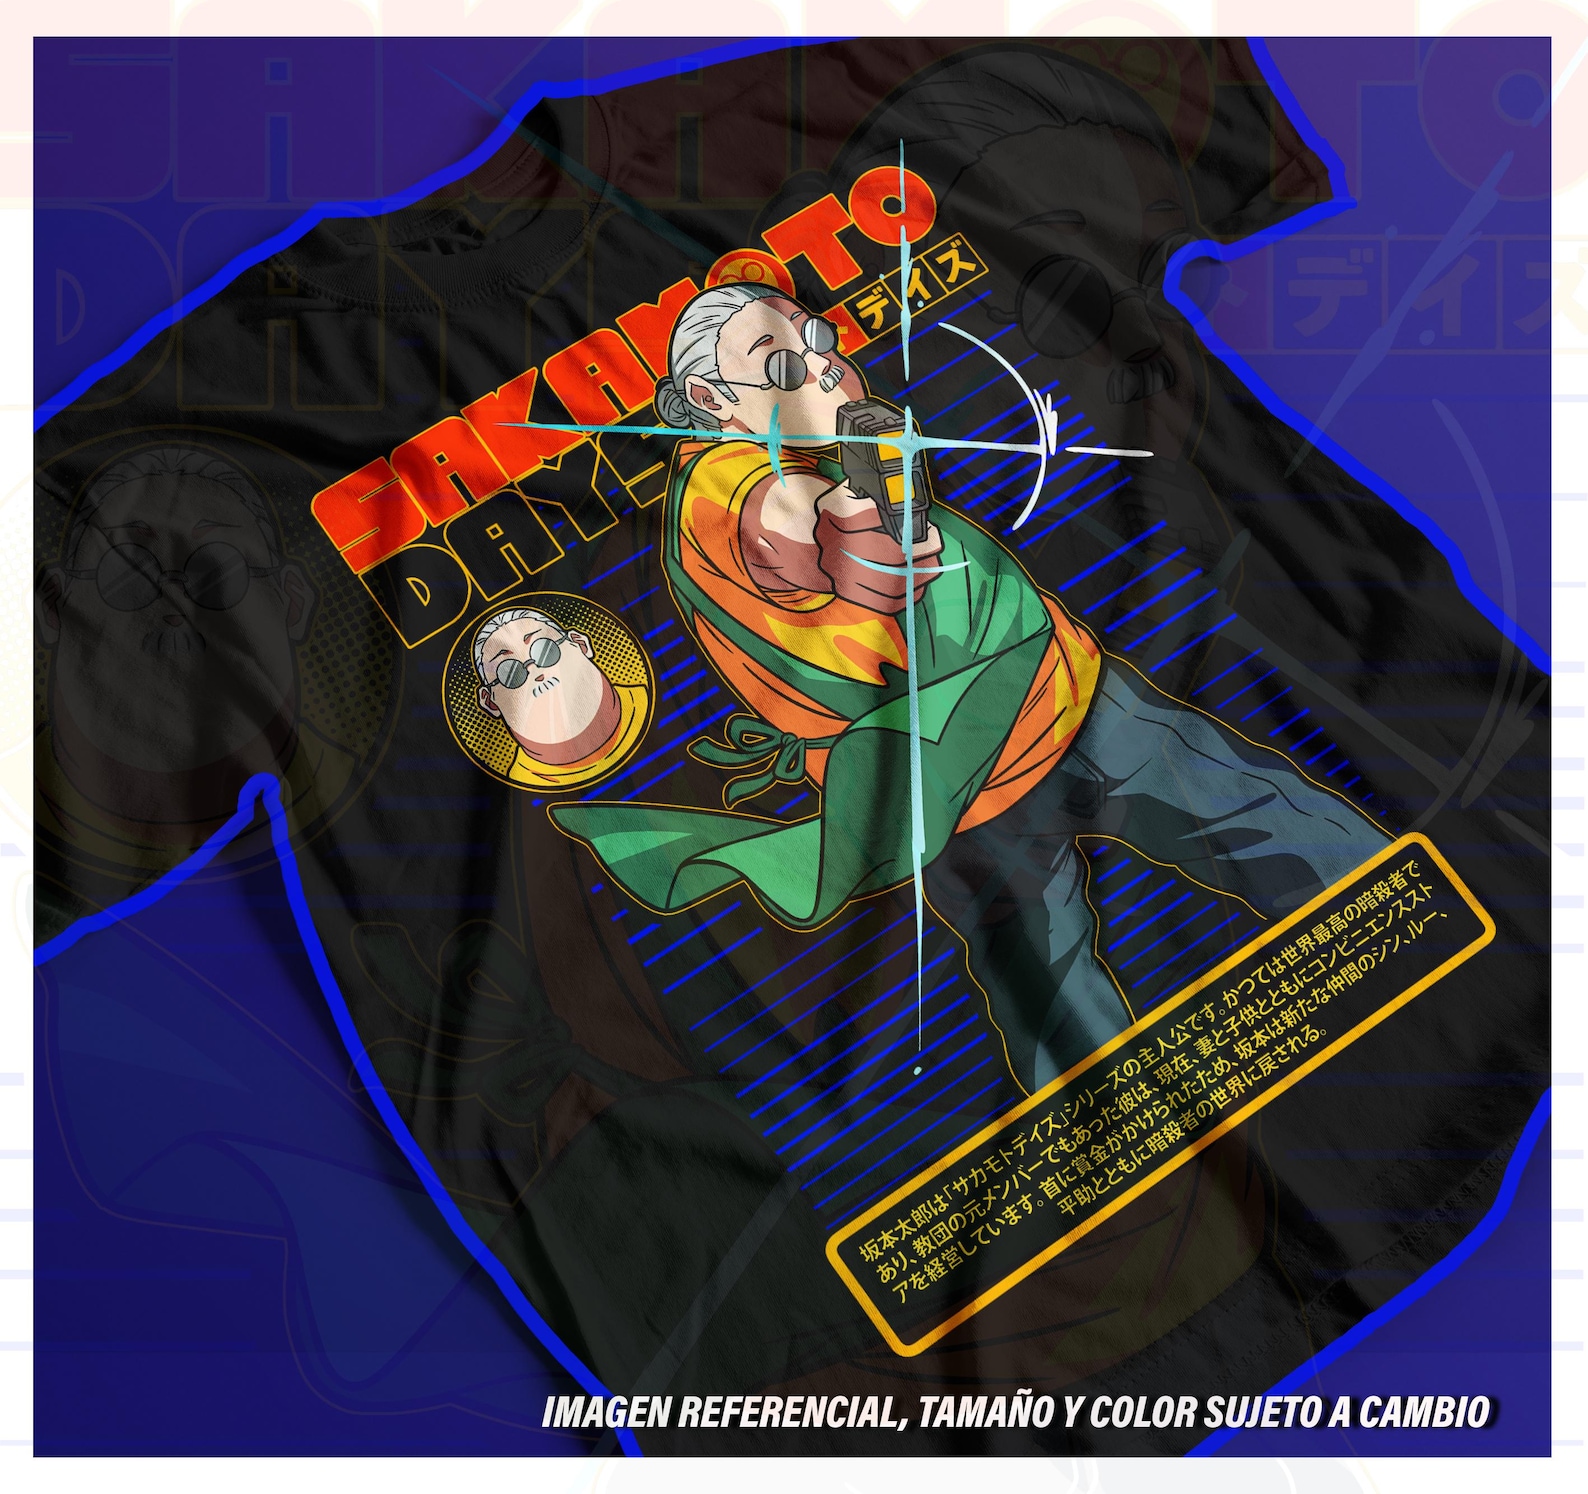 SAKAMOTO
DAYS
デイズ
坂本太郎は「サカモトデイズ」シリーズの主人公です。かつては世界最高の暗殺者で
あり、教団の元メンバーでもあった彼は、現在、妻と子供とともにコンビニエンススト
アを経営しています。首に賞金がかけられたため、坂本は新たな仲間のシン、ルー、
平助とともに暗殺者の世界に戻される。
IMAGEN REFERENCIAL, TAMAÑO Y COLOR SUJETO A CAMBIO